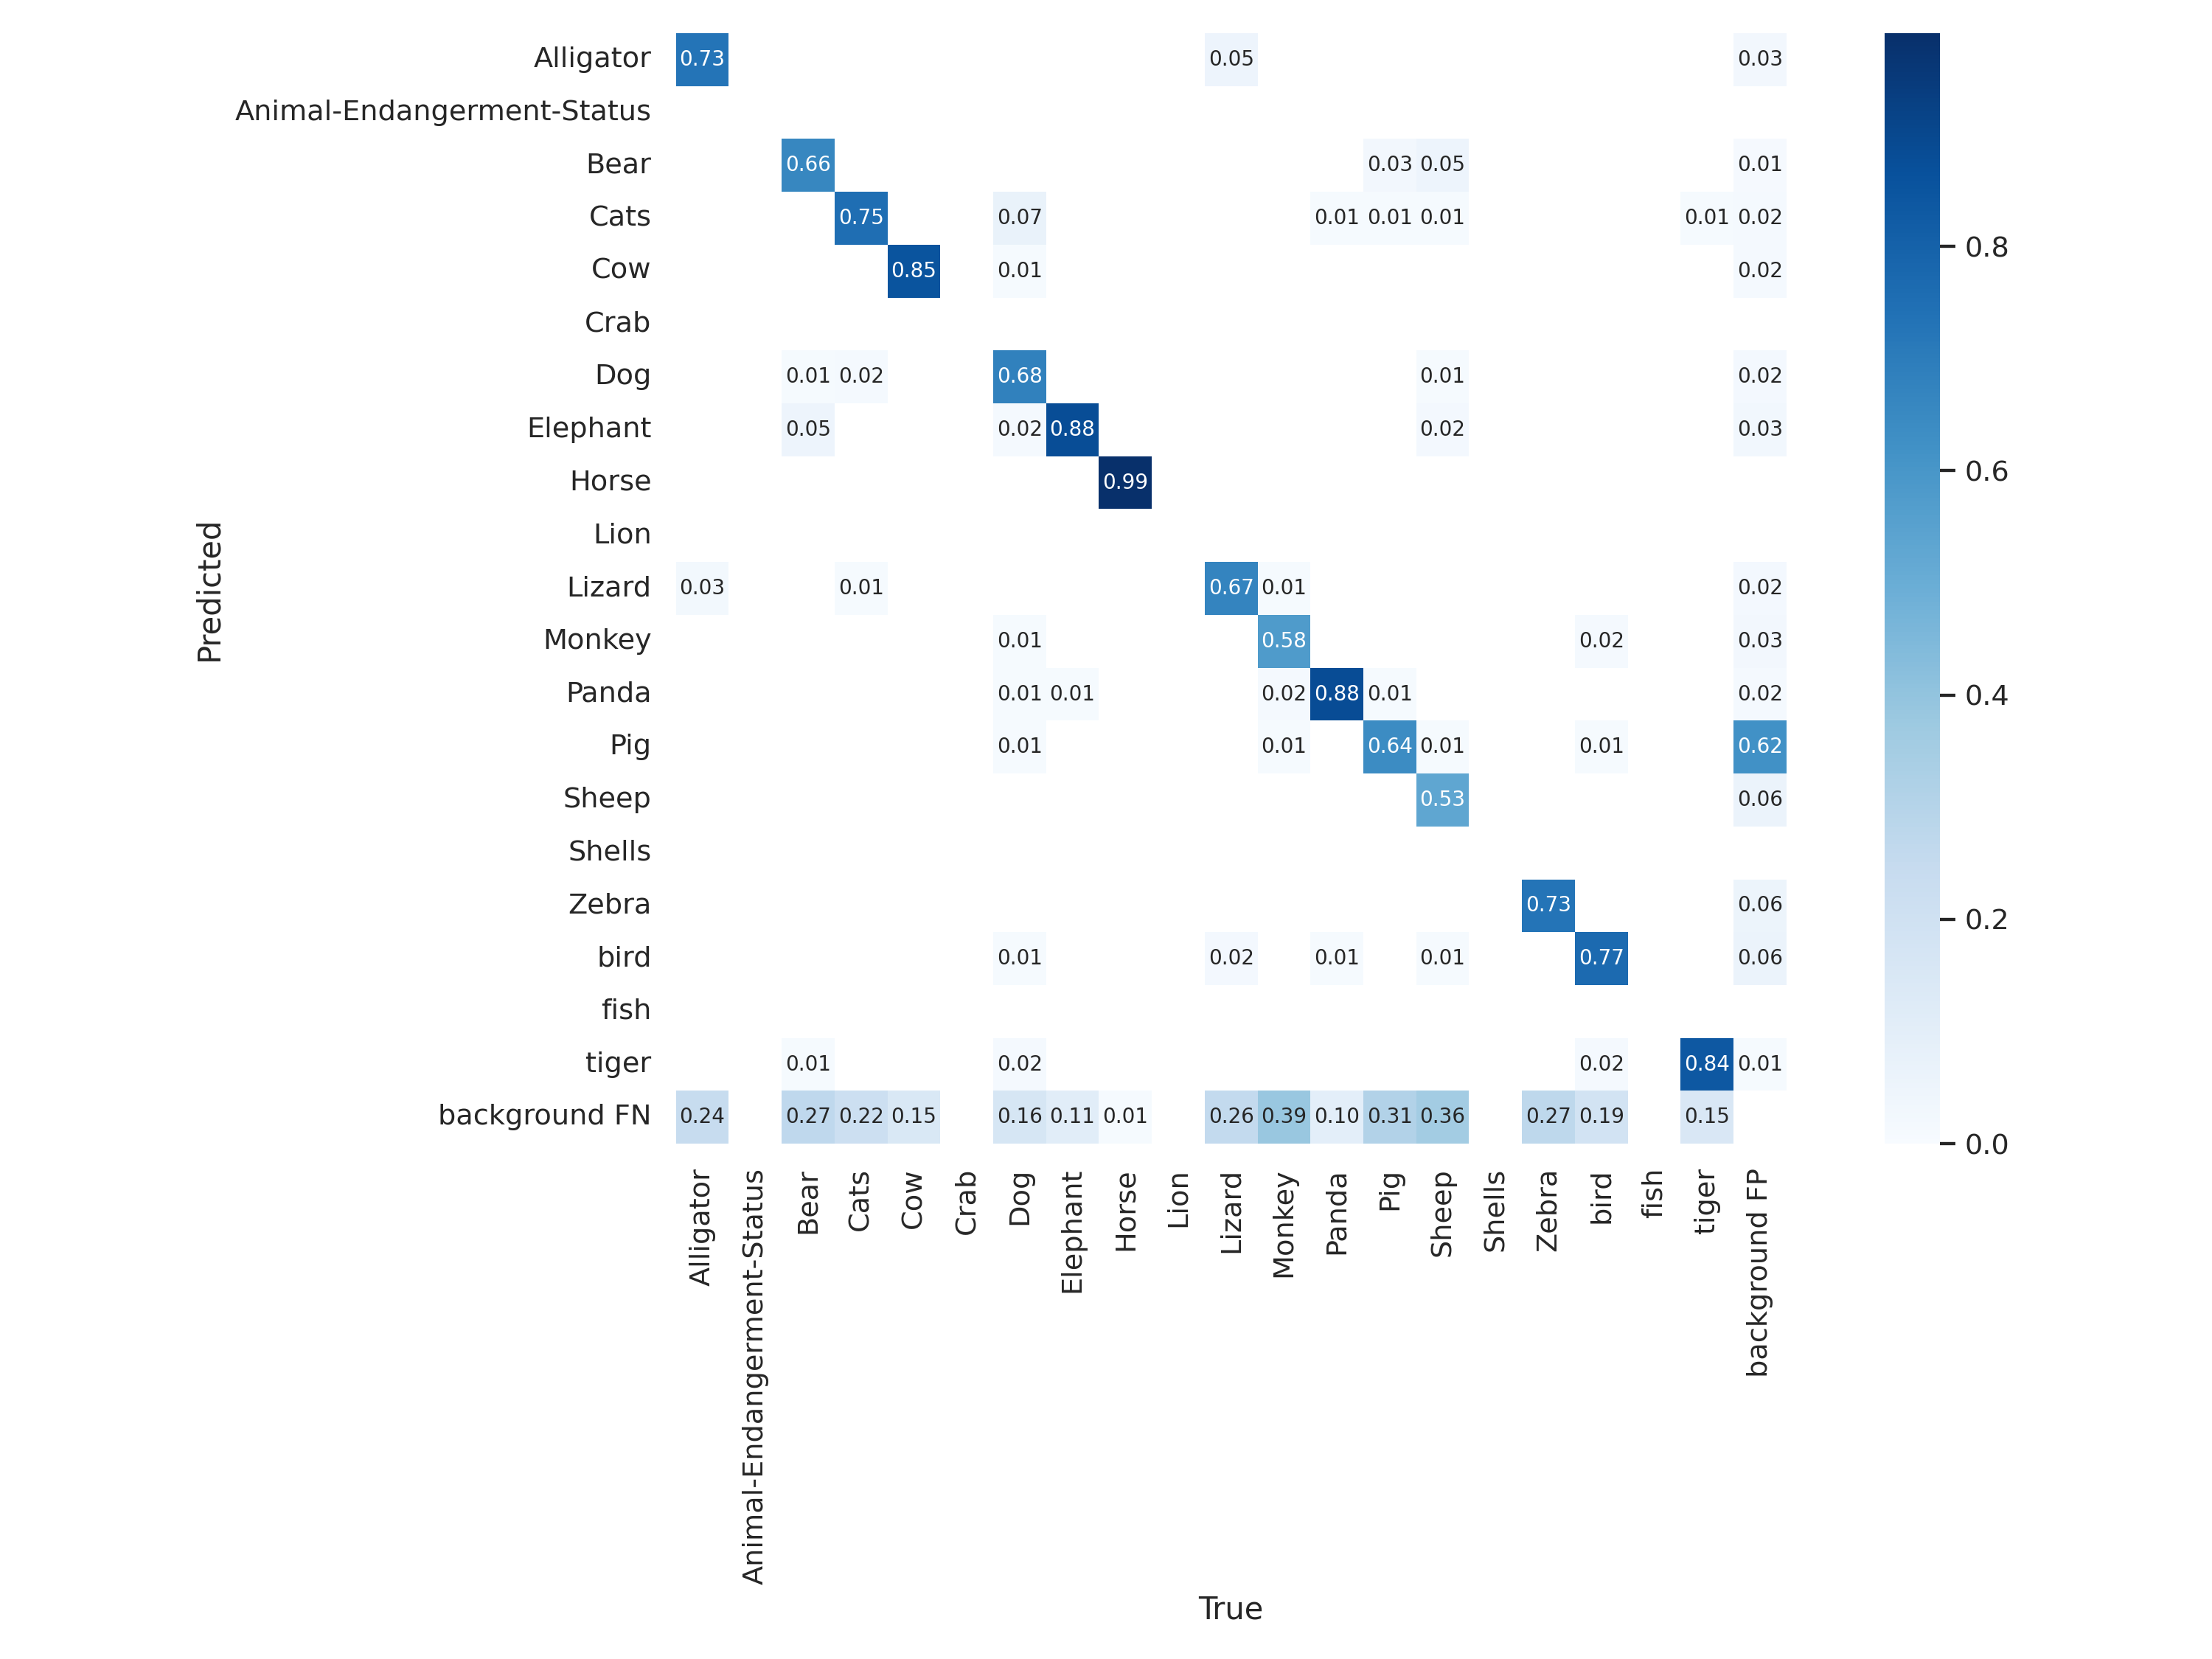 Alligator 0.73 0.05 0.03
Animal-Endangerment-Status
Bear 0.66 0.03 0.05 0.01
Cats 0.75 0.07 0.01 0.01 0.01 0.01 0.02
0.8
Cow 0.85 0.01 0.02
Crab
Dog 0.01 0.02 0.68 0.01 0.02
Elephant 0.05 0.02 0.88 0.02 0.03
0.6
Horse 0.99
Lion
Predicted
Lizard 0.03 0.01 0.67 0.01 0.02
Monkey 0.01 0.58 0.02 0.03
Panda 0.01 0.01 0.02 0.88 0.01 0.02
0.4
Pig 0.01 0.01 0.64 0.01 0.01 0.62
Sheep 0.53 0.06
Shells
Zebra 0.73 0.06
0.2
bird 0.01 0.02 0.01 0.01 0.77 0.06
fish
tiger 0.01 0.02 0.02 0.84 0.01
background FN 0.24 0.27 0.22 0.15 0.16 0.11 0.01 0.26 0.39 0.10 0.31 0.36 0.27 0.19 0.15
0.0
Alligator
Animal-Endangerment-Status
Bear
Cats
Cow
Crab
Dog
Elephant
Horse
Lion
Lizard
Monkey
Panda
Pig
Sheep
Shells
Zebra
bird
fish
tiger
background FP
True